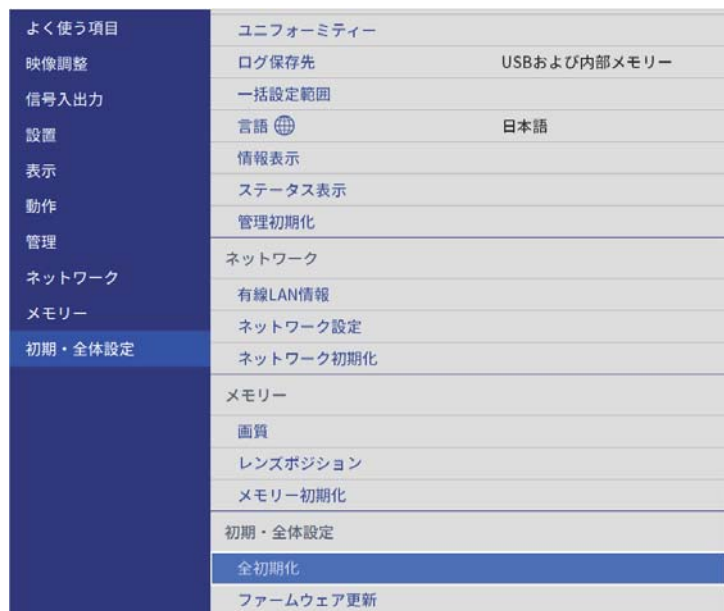 よく使う項目
映像調整
信号入出力
設置
表示
動作
管理
ネットワーク
メモリー
初期・全体設定
ユニフォーミティー
ログ保存先 USBおよび内部メモリー
一括設定範囲
言語 日本語
情報表示
ステータス表示
管理初期化
ネットワーク
有線LAN情報
ネットワーク設定
ネットワーク初期化
メモリー
画質
レンズポジション
メモリー初期化
初期・全体設定
全初期化
ファームウェア更新